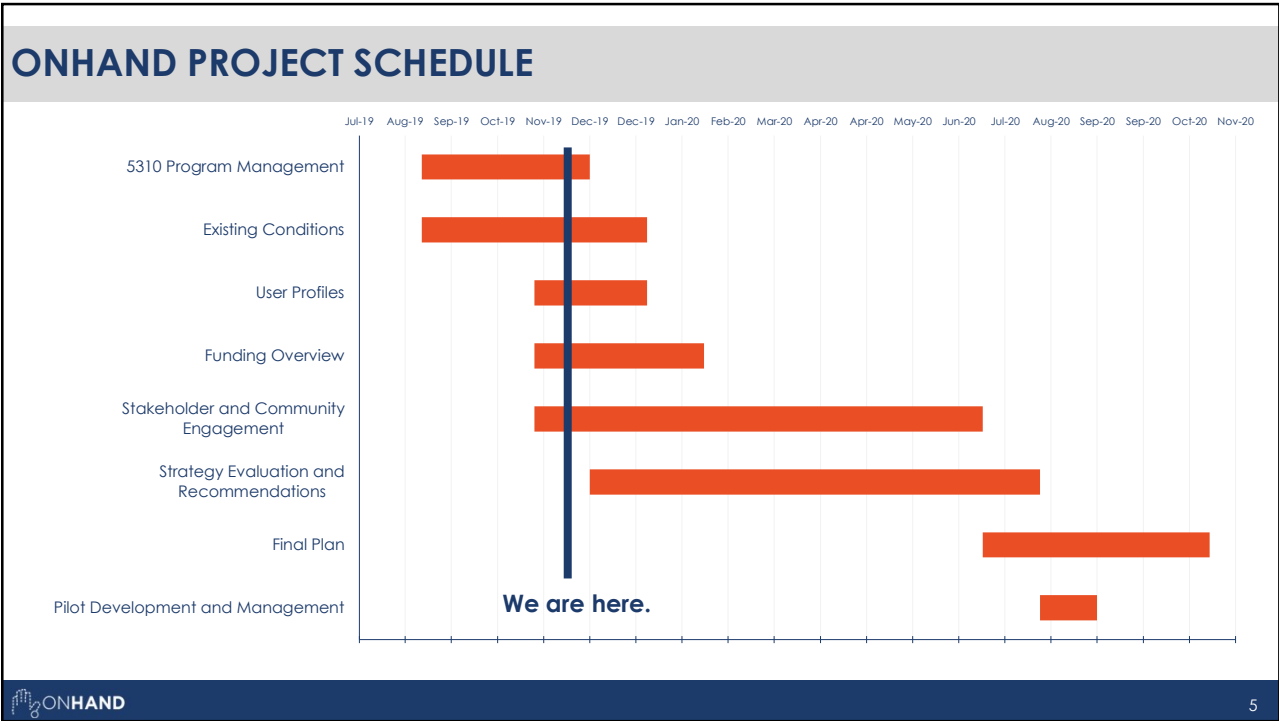 ONHAND PROJECT SCHEDULE
Jul-19 Aug-19 Sep-19 Oct-19 Nov-19 Dec-19 Dec-19 Jan-20 Feb-20 Mar-20 Apr-20 Apr-20 May-20 Jun-20 Jul-20 Aug-20 Sep-20 Sep-20 Oct-20 Nov-20
5310 Program Management
Existing Conditions
User Profiles
Funding Overview
Stakeholder and Community
Engagement
Strategy Evaluation and
Recommendations
Final Plan
We are here.
Pilot Development and Management
ONHAND
5